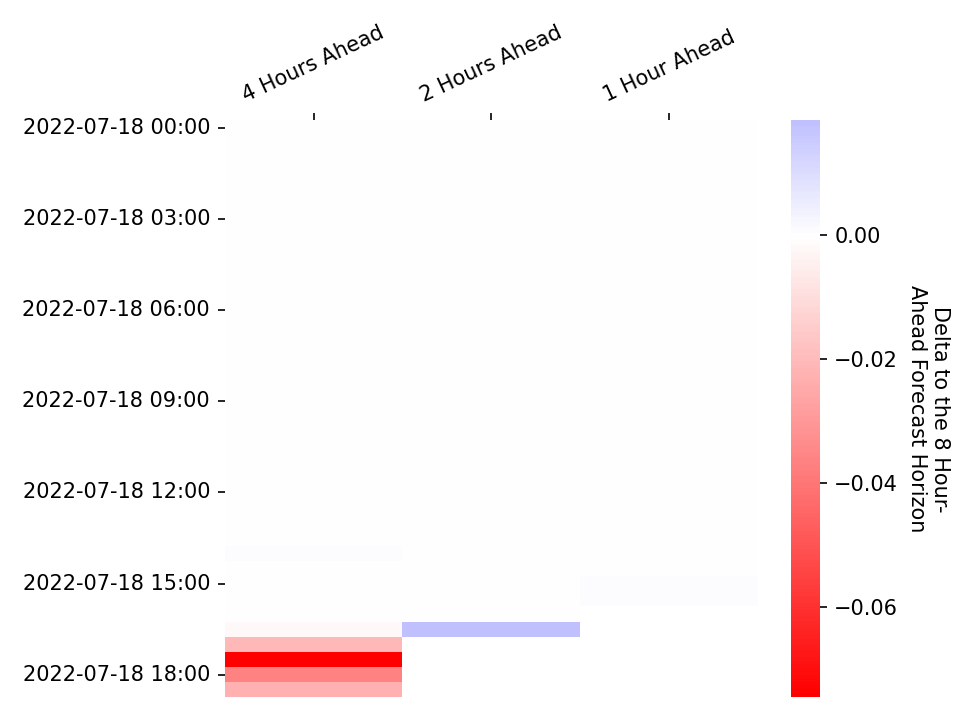 4 Hours Ahead
2 Hours Ahead
1 Hour Ahead
2022-07-18 00:00
2022-07-18 03:00
2022-07-18 06:00
2022-07-18 09:00
2022-07-18 12:00
2022-07-18 15:00
2022-07-18 18:00
0.00
−0.02
−0.04
−0.06
Delta to the 8 Hour-
Ahead Forecast Horizon